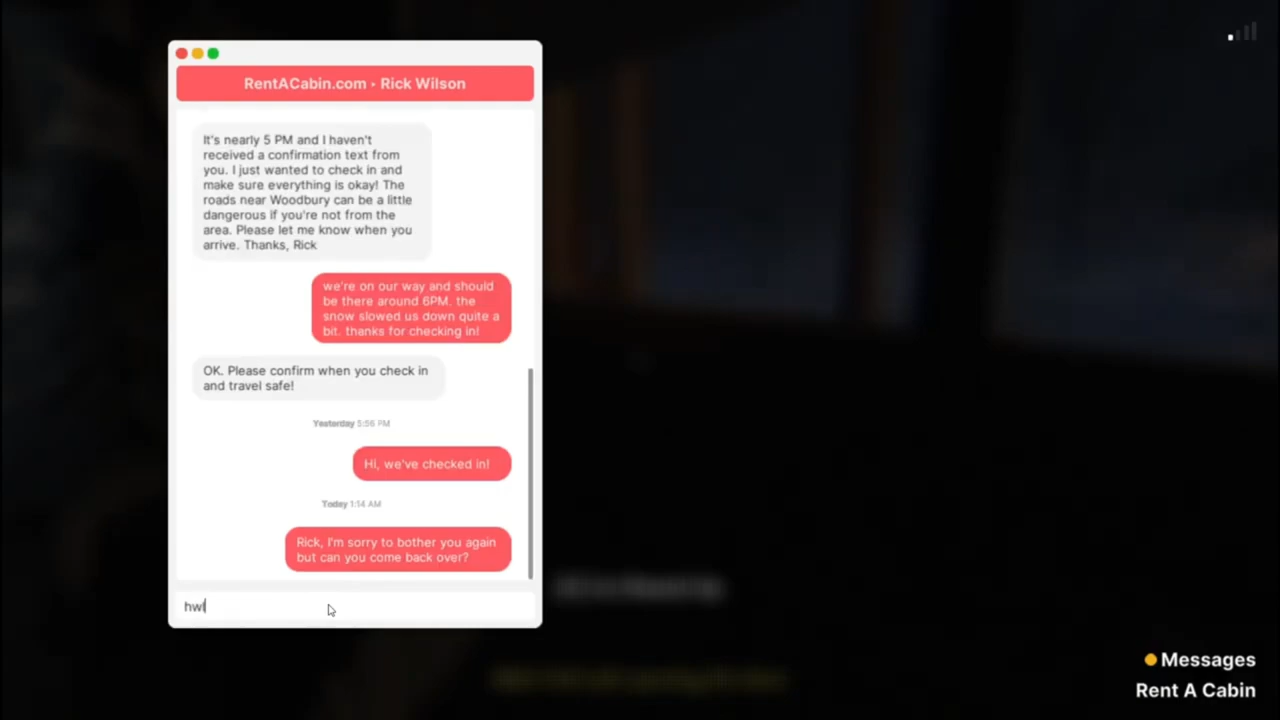 RentACabin.com • Rick Wilson
It's nearly 5 PM and I haven't
received a confirmation text from
you. I just wanted to check in and
make sure everything is okay! The
roads near Woodbury can be a little
dangerous if you're not from the
area. Please let me know when you
arrive. Thanks, Rick
we're on our way and should
be there around 6PM. the
snow slowed us down quite a
bit. thanks for checking in!
OK. Please confirm when you check in
and travel safe!
Yesterday 5:56 PM
Hi, we've checked in!
Today 1:14 AM
Rick, I'm sorry to bother you again
but can you come back over?
Messages
Rent A Cabin